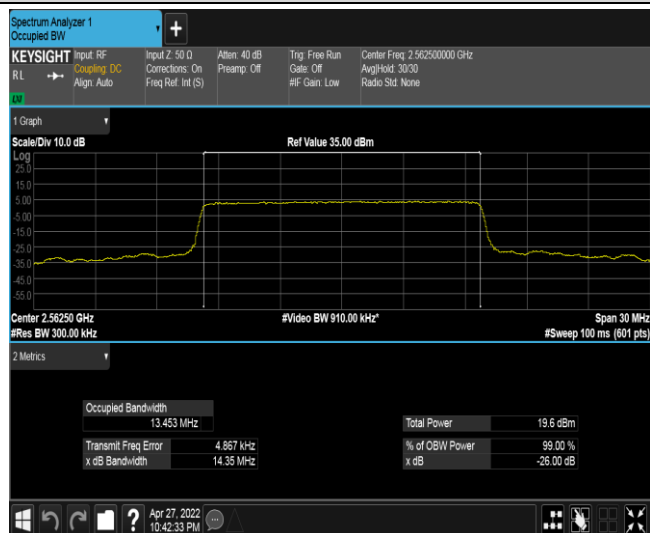 Spectrum Analyzer 1
Occupied BW
+
KEYSIGHT Input: RF Input Z: 50 Ω Atten: 40 dB Trig: Free Run Center Freq: 2.562500000 GHz
RL Coupling: DC Corrections: On Preamp: Off Gate: Off Avg|Hold: 30/30
Align: Auto Freq Ref: Int (S) #IF Gain: Low Radio Std: None
1 Graph
Scale/Div 10.0 dB Ref Value 35.00 dBm
Log
25.0
15.0
5.00
-5.00
-15.0
-25.0
-35.0
-45.0
-55.0
Center 2.56250 GHz #Video BW 910.00 kHz* Span 30 MHz
#Res BW 300.00 kHz #Sweep 100 ms (601 pts)
2 Metrics
Occupied Bandwidth
13.453 MHz Total Power 19.6 dBm
Transmit Freq Error 4.867 kHz % of OBW Power 99.00 %
x dB Bandwidth 14.35 MHz x dB -26.00 dB
? Apr 27, 2022
10:42:33 PM